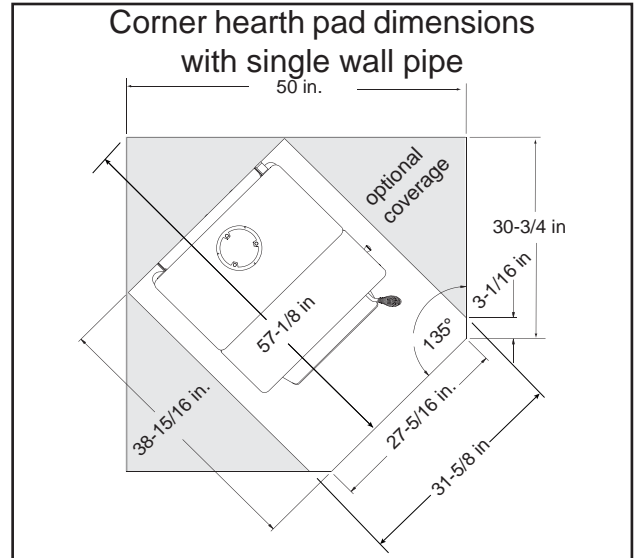 Corner hearth pad dimensions
with single wall pipe
50 in.
optional
coverage
30-3/4 in
3-1/16 in
57-1/8 in
135°
38-15/16 in.
27-5/16 in.
31-5/8 in